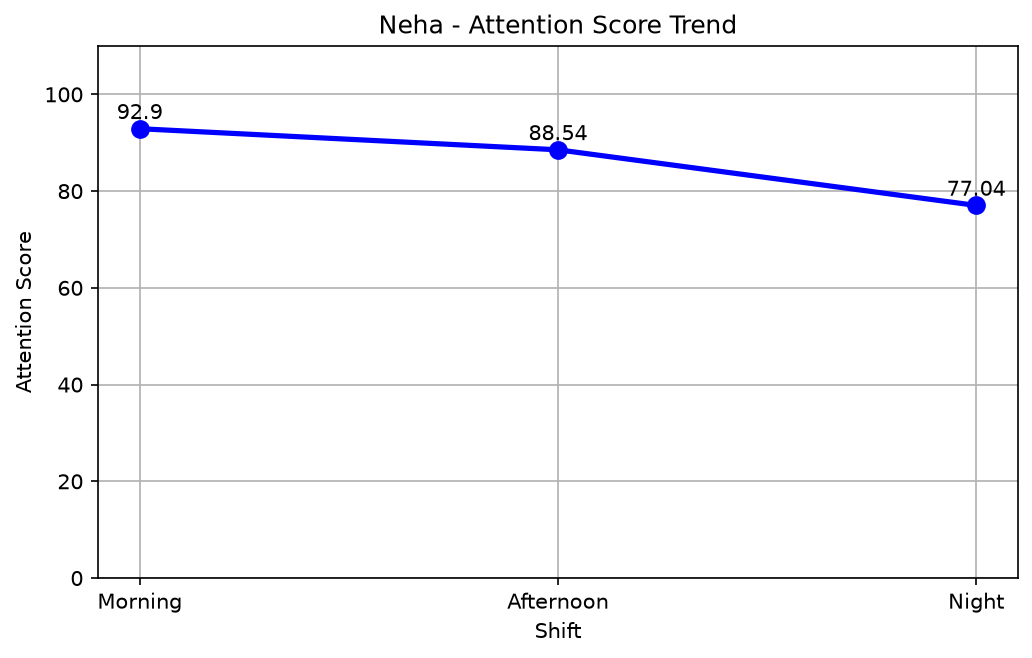 Neha - Attention Score Trend
100
80
60
40
20
0
Attention Score
92.9
88.54
77.04
Morning Afternoon Night
Shift